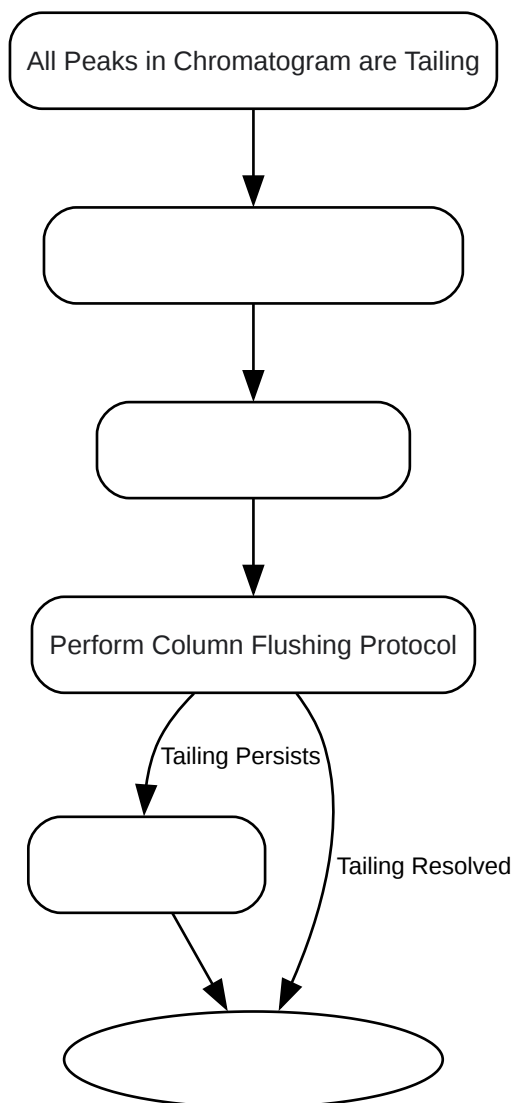 All Peaks in Chromatogram are Tailing
Perform Column Flushing Protocol
Tailing Persists
Tailing Resolved